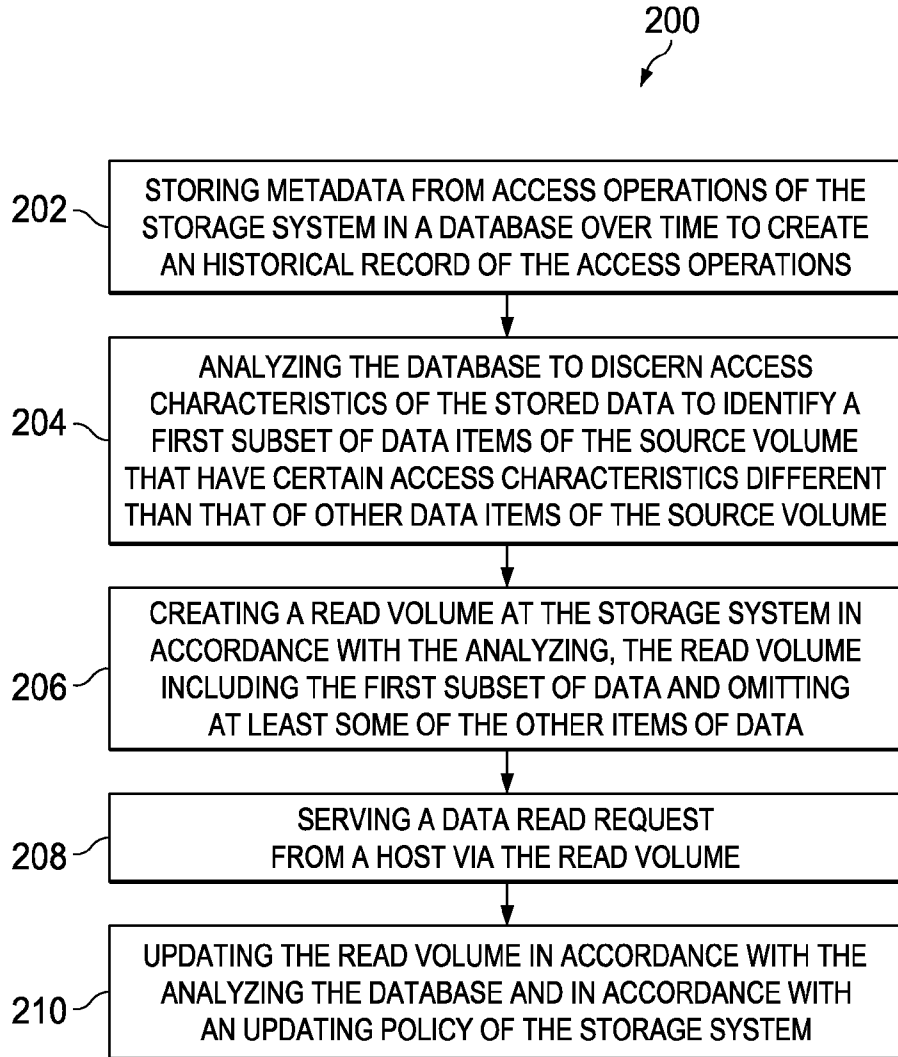 200
202
STORING METADATA FROM ACCESS OPERATIONS OF THE
STORAGE SYSTEM IN A DATABASE OVER TIME TO CREATE
AN HISTORICAL RECORD OF THE ACCESS OPERATIONS
204
ANALYZING THE DATABASE TO DISCERN ACCESS
CHARACTERISTICS OF THE STORED DATA TO IDENTIFY A
FIRST SUBSET OF DATA ITEMS OF THE SOURCE VOLUME
THAT HAVE CERTAIN ACCESS CHARACTERISTICS DIFFERENT
THAN THAT OF OTHER DATA ITEMS OF THE SOURCE VOLUME
206
CREATING A READ VOLUME AT THE STORAGE SYSTEM IN
ACCORDANCE WITH THE ANALYZING, THE READ VOLUME
INCLUDING THE FIRST SUBSET OF DATA AND OMITTING
AT LEAST SOME OF THE OTHER ITEMS OF DATA
208
SERVING A DATA READ REQUEST
FROM A HOST VIA THE READ VOLUME
210
UPDATING THE READ VOLUME IN ACCORDANCE WITH THE
ANALYZING THE DATABASE AND IN ACCORDANCE WITH
AN UPDATING POLICY OF THE STORAGE SYSTEM